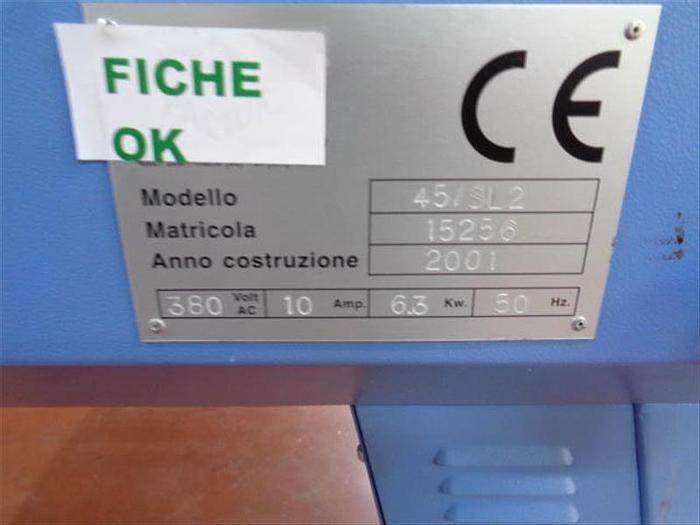 FICHE
OK
CE
Modello 45/SL2
Matricola 15256
Anno costruzione 2001
380 Volt AC 10 Amp. 6.3 Kw. 50 Hz.